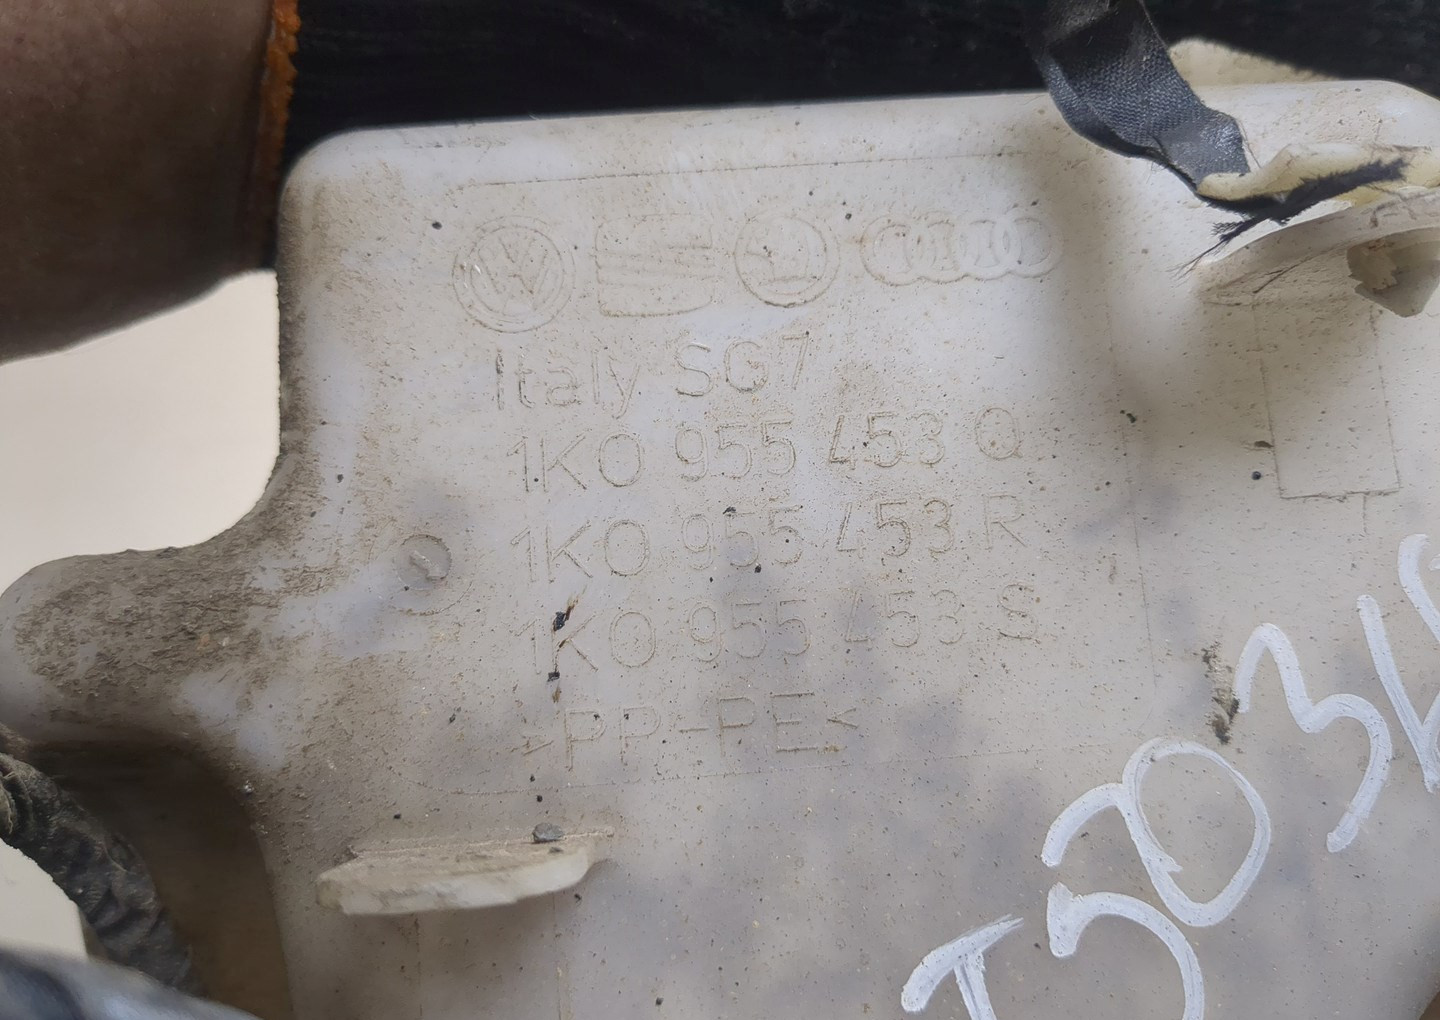 Italy SG7
1K0 955 453 Q
1K0 955 453 R
1K0 955 453 S
>PP-PE<